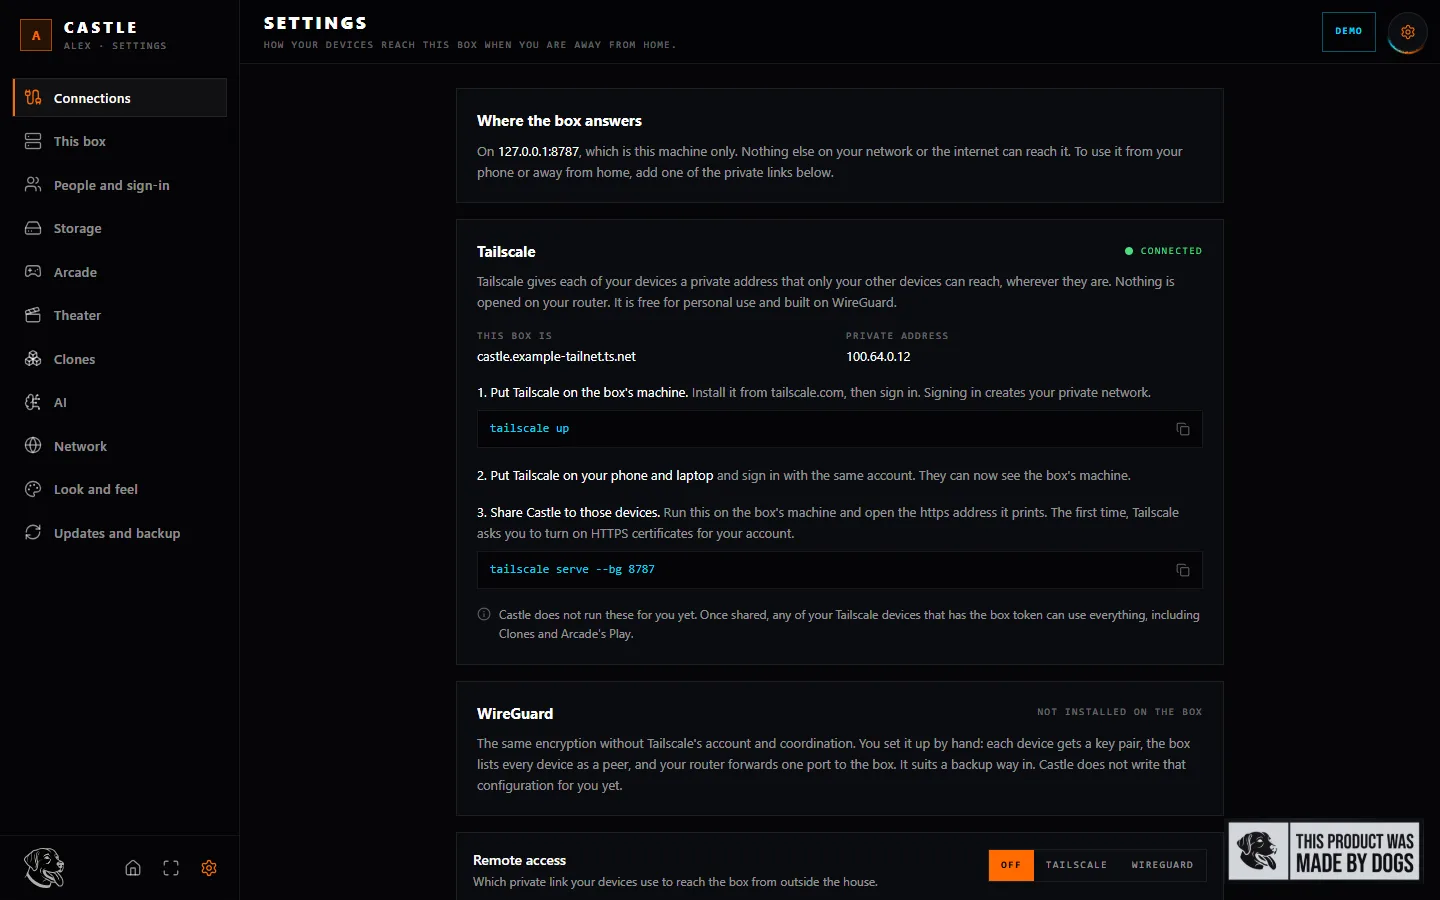 A
CASTLE
ALEX · SETTINGS
Connections
This box
People and sign-in
Storage
Arcade
Theater
Clones
AI
Network
Look and feel
Updates and backup
SETTINGS
HOW YOUR DEVICES REACH THIS BOX WHEN YOU ARE AWAY FROM HOME.
DEMO
Where the box answers
On 127.0.0.1:8787, which is this machine only. Nothing else on your network or the internet can reach it. To use it from your
phone or away from home, add one of the private links below.
Tailscale
CONNECTED
Tailscale gives each of your devices a private address that only your other devices can reach, wherever they are. Nothing is
opened on your router. It is free for personal use and built on WireGuard.
THIS BOX IS
PRIVATE ADDRESS
castle.example-tailnet.ts.net
100.64.0.12
1. Put Tailscale on the box's machine. Install it from tailscale.com, then sign in. Signing in creates your private network.
tailscale up
2. Put Tailscale on your phone and laptop and sign in with the same account. They can now see the box's machine.
3. Share Castle to those devices. Run this on the box's machine and open the https address it prints. The first time, Tailscale
asks you to turn on HTTPS certificates for your account.
tailscale serve --bg 8787
Castle does not run these for you yet. Once shared, any of your Tailscale devices that has the box token can use everything, including
Clones and Arcade's Play.
WireGuard
NOT INSTALLED ON THE BOX
The same encryption without Tailscale's account and coordination. You set it up by hand: each device gets a key pair, the box
lists every device as a peer, and your router forwards one port to the box. It suits a backup way in. Castle does not write that
configuration for you yet.
Remote access
Which private link your devices use to reach the box from outside the house.
OFF
TAILSCALE
WIREGUARD
THIS PRODUCT WAS
MADE BY DOGS